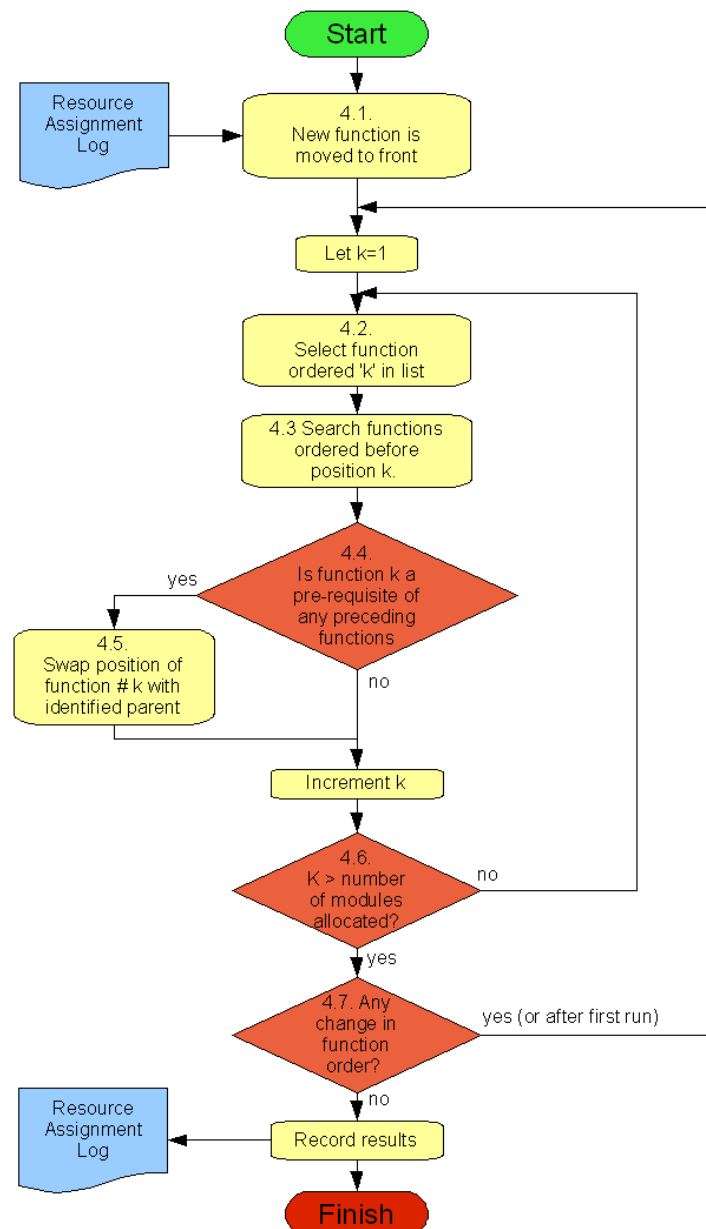 Start
Resource
Assignment
Log
4.1.
New function is
moved to front
Let k=1
4.2.
Select function
ordered 'k' in list
4.3 Search functions
ordered before
position k.
4.4.
Is function k a
pre-requisite of
any preceding
functions
yes
4.5.
Swap position of
function # k with
identified parent
no
Increment k
4.6.
K > number
of modules
allocated?
no
yes
4.7. Any
change in
function
order?
yes (or after first run)
no
Resource
Assignment
Log
Record results
Finish